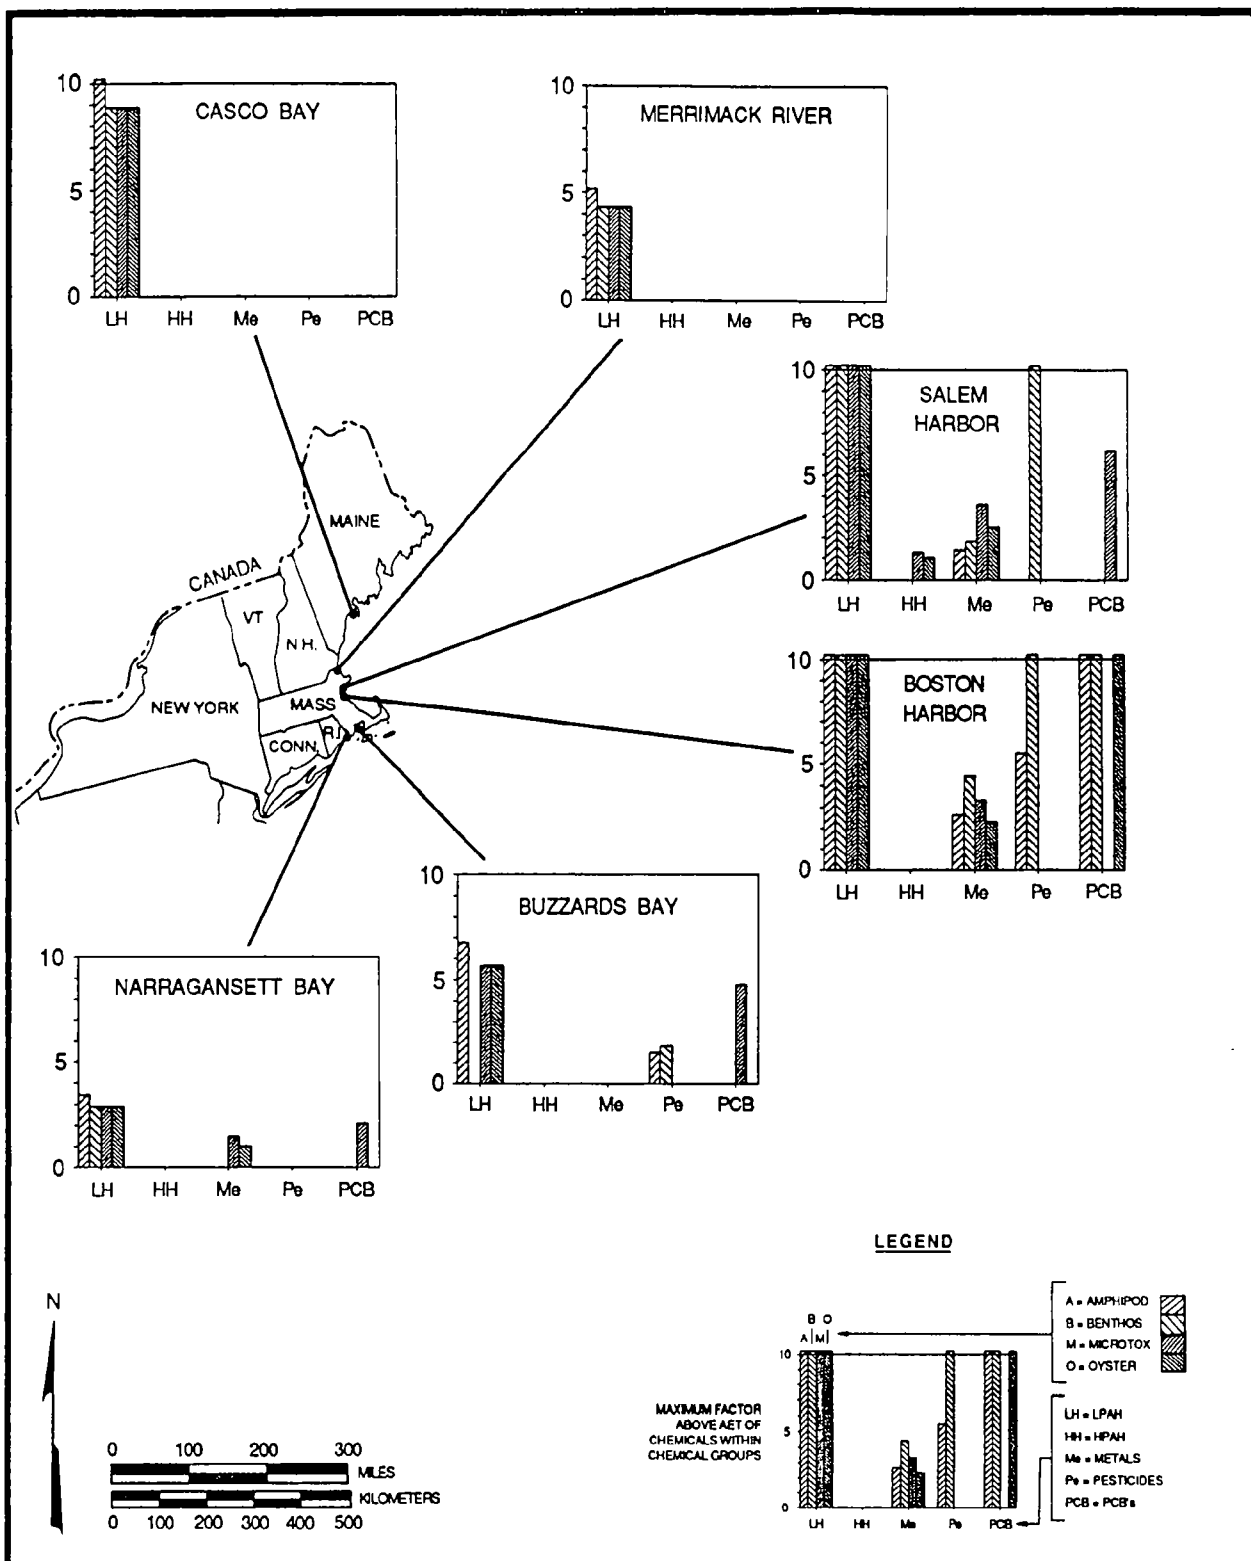 10
CASCO BAY
5
0
LH HH Me Pe PCB
10
MERRIMACK RIVER
5
0
LH HH Me Pe PCB
10
SALEM
HARBOR
5
0
LH HH Me Pe PCB
10
BOSTON
HARBOR
5
0
LH HH Me Pe PCB
MAINE
CANADA
VT
N.H.
NEW YORK
MASS
CONN.
R.I.
10
BUZZARDS BAY
5
0
LH HH Me Pe PCB
10
NARRAGANSETT BAY
5
0
LH HH Me Pe PCB
N
0 100 200 300
MILES
KILOMETERS
0 100 200 300 400 500
LEGEND
B O
A M
10
5
0
LH HH Me Pe PCB
MAXIMUM FACTOR
ABOVE AET OF
CHEMICALS WITHIN
CHEMICAL GROUPS
A = AMPHIPOD
B = BENTHOS
M = MICROTOX
O = OYSTER
LH = LPAH
HH = HPAH
Me = METALS
Pe = PESTICIDES
PCB = PCB's